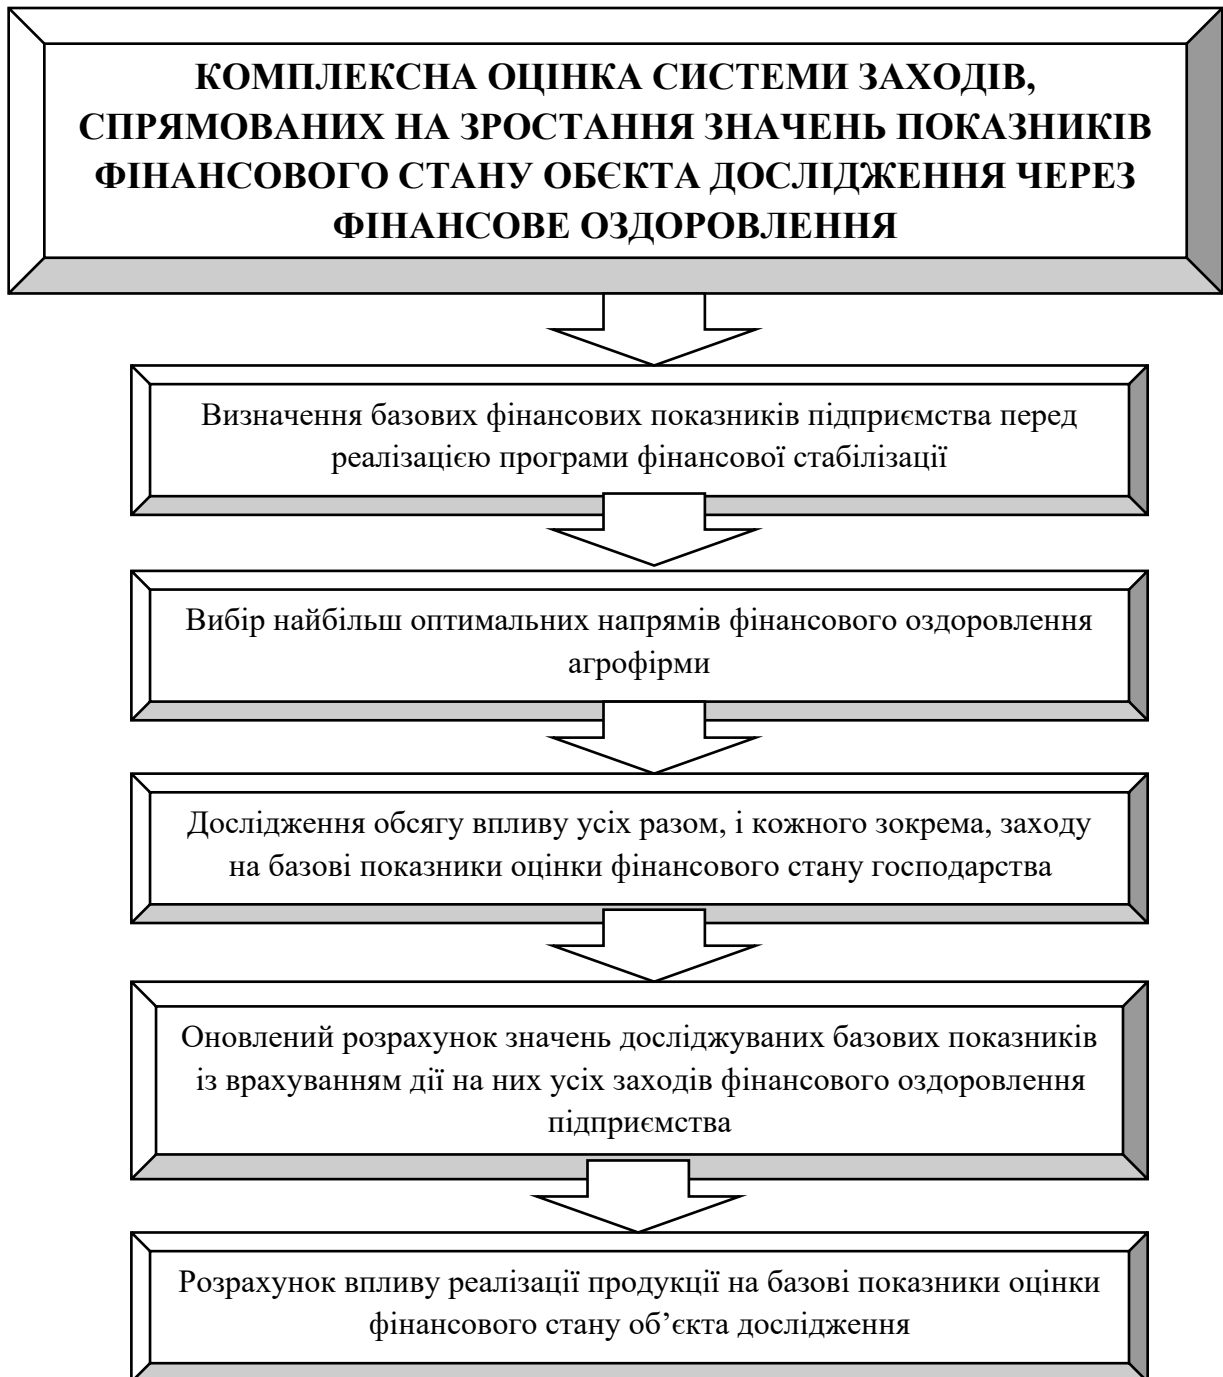 КОМПЛЕКСНА ОЦІНКА СИСТЕМИ ЗАХОДІВ,
СПРЯМОВАНИХ НА ЗРОСТАННЯ ЗНАЧЕНЬ ПОКАЗНИКІВ
ФІНАНСОВОГО СТАНУ ОБЄКТА ДОСЛІДЖЕННЯ ЧЕРЕЗ
ФІНАНСОВЕ ОЗДОРОВЛЕННЯ
Визначення базових фінансових показників підприємства перед
реалізацією програми фінансової стабілізації
Вибір найбільш оптимальних напрямів фінансового оздоровлення
агрофірми
Дослідження обсягу впливу усіх разом, і кожного зокрема, заходу
на базові показники оцінки фінансового стану господарства
Оновлений розрахунок значень досліджуваних базових показників
із врахуванням дії на них усіх заходів фінансового оздоровлення
підприємства
Розрахунок впливу реалізації продукції на базові показники оцінки
фінансового стану об’єкта дослідження